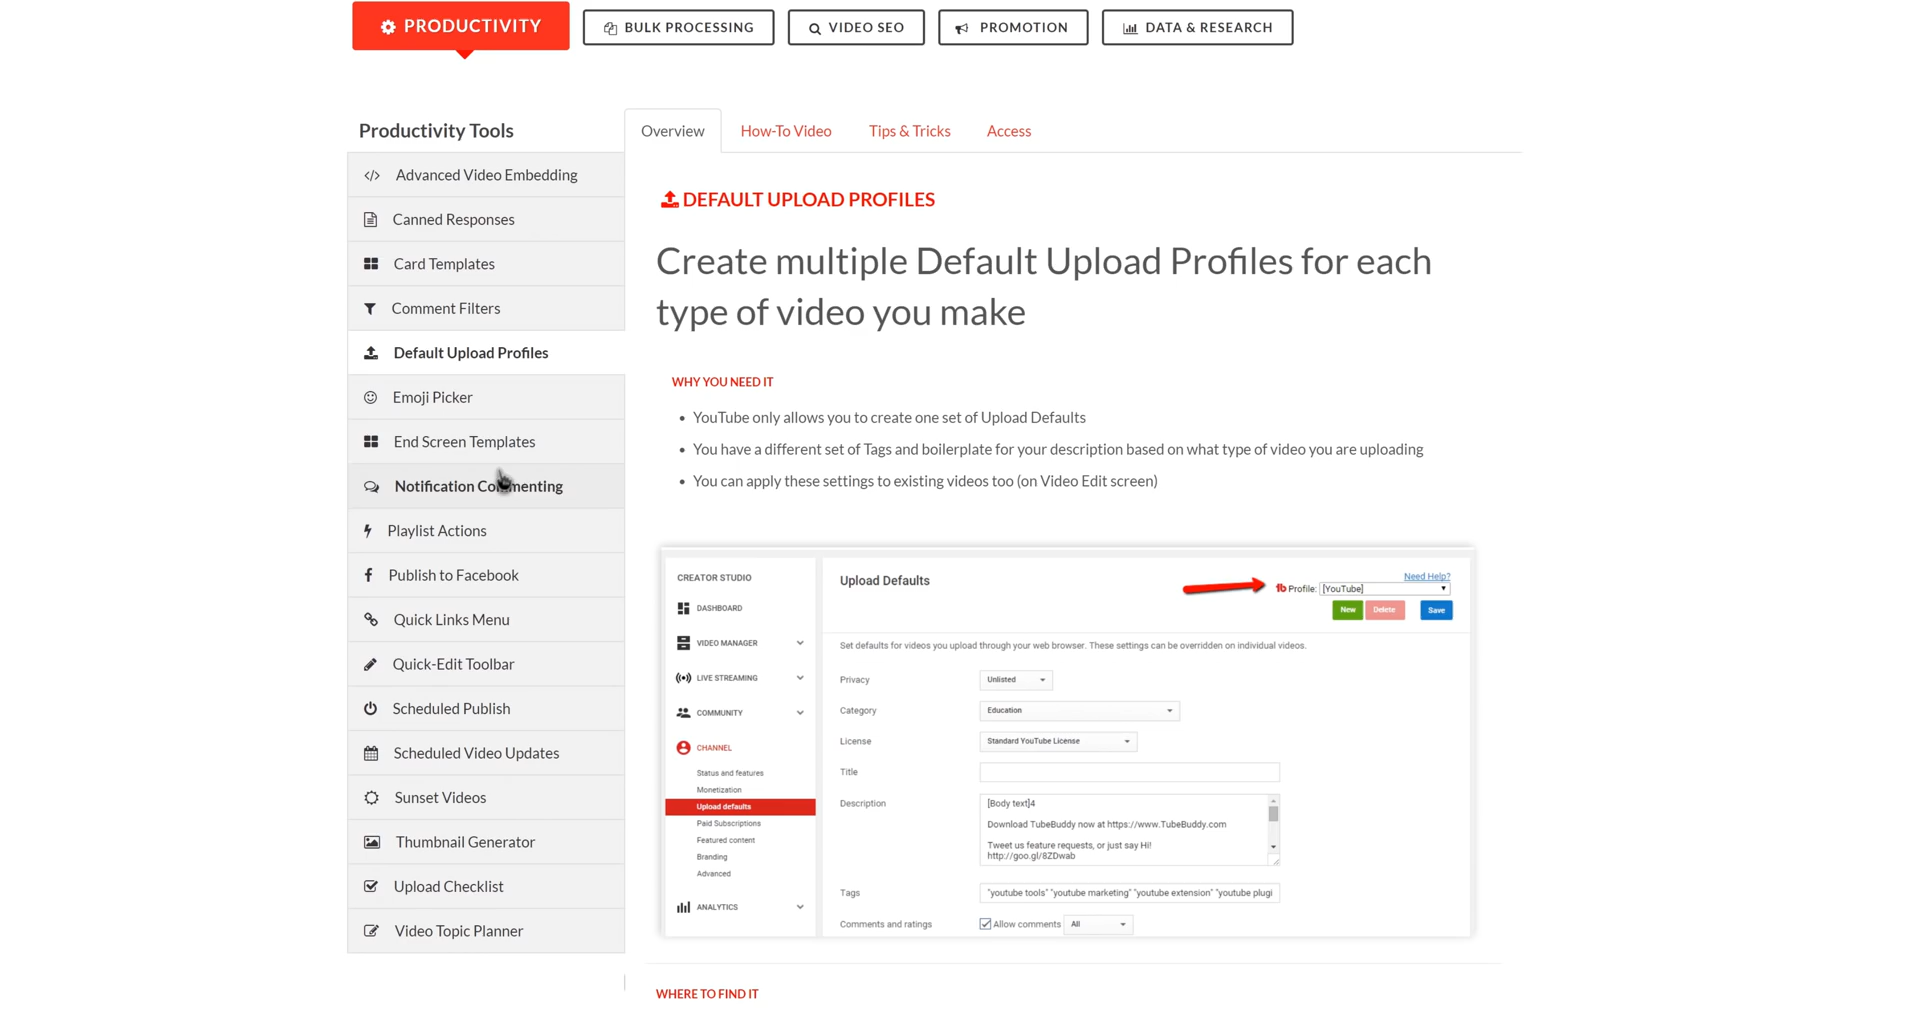 PRODUCTIVITY
BULK PROCESSING
VIDEO SEO
PROMOTION
DATA & RESEARCH
Productivity Tools
Advanced Video Embedding
Canned Responses
Card Templates
Comment Filters
Default Upload Profiles
Emoji Picker
End Screen Templates
Notification Commenting
Playlist Actions
Publish to Facebook
Quick Links Menu
Quick-Edit Toolbar
Scheduled Publish
Scheduled Video Updates
Sunset Videos
Thumbnail Generator
Upload Checklist
Video Topic Planner
Overview
How-To Video
Tips & Tricks
Access
DEFAULT UPLOAD PROFILES
Create multiple Default Upload Profiles for each
type of video you make
WHY YOU NEED IT
• YouTube only allows you to create one set of Upload Defaults
• You have a different set of Tags and boilerplate for your description based on what type of video you are uploading
• You can apply these settings to existing videos too (on Video Edit screen)
CREATOR STUDIO
DASHBOARD
VIDEO MANAGER
LIVE STREAMING
COMMUNITY
CHANNEL
Status and features
Monetization
Upload defaults
Paid Subscriptions
Featured content
Branding
Advanced
ANALYTICS
Upload Defaults
Need Help?
tb Profile: [YouTube]
New
Delete
Save
Set defaults for videos you upload through your web browser. These settings can be overridden on individual videos.
Privacy
Unlisted
Category
Education
License
Standard YouTube License
Title
Description
[Body text]4
Download TubeBuddy now at https://www.TubeBuddy.com
Tweet us feature requests, or just say Hi!
http://goo.gl/8ZDwab
Tags
"youtube tools" "youtube marketing" "youtube extension" "youtube plugi
Comments and ratings
Allow comments
All
WHERE TO FIND IT